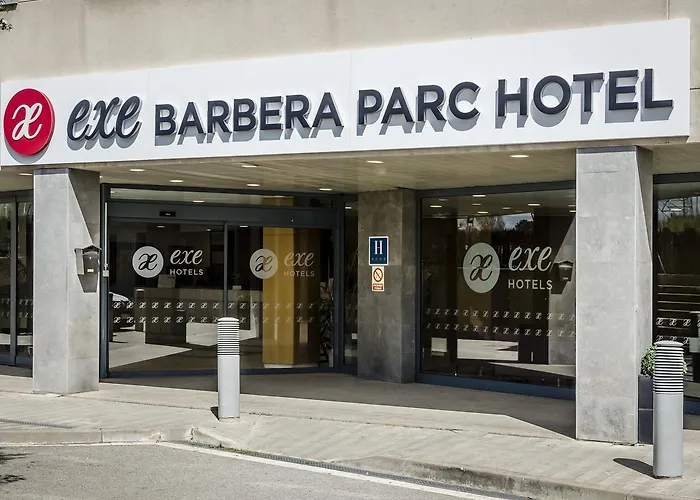 æ exe BARBERA PARC HOTEL
æ exe
HOTELS
æ exe
HOTELS
H
æ exe
HOTELS